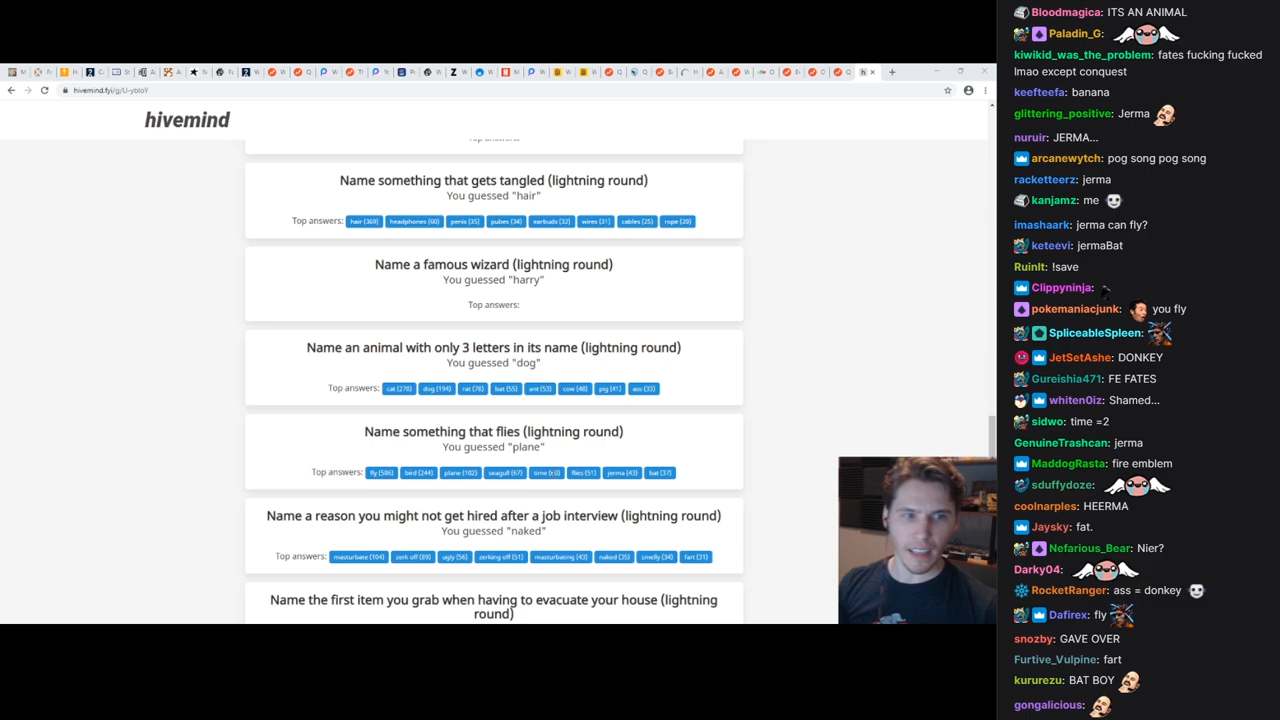 hivemind.fyi/g/U-ybloY
hivemind
Top answers:
Name something that gets tangled (lightning round)
You guessed "hair"
Top answers: hair (369) headphones (60) penis (35) pubes (34) earbuds (32) wires (31) cables (25) rope (20)
Name a famous wizard (lightning round)
You guessed "harry"
Top answers:
Name an animal with only 3 letters in its name (lightning round)
You guessed "dog"
Top answers: cat (278) dog (194) rat (78) bat (55) ant (53) cow (48) pig (41) ass (33)
Name something that flies (lightning round)
You guessed "plane"
Top answers: fly (586) bird (244) plane (102) seagull (67) time flies (51) jerma (43) bat (37)
Name a reason you might not get hired after a job interview (lightning round)
You guessed "naked"
Top answers: masturbate (104) zerk off (89) ugly (56) zerking off (51) masturbating (43) naked (35) smelly (34) fart (31)
Name the first item you grab when having to evacuate your house (lightning
round)
Bloodmagica: ITS AN ANIMAL
Paladin_G:
kiwikid_was_the_problem: fates fucking fucked
lmao except conquest
keefteefa: banana
glittering_positive: Jerma
nuruir: JERMA...
arcanewytch: pog song pog song
racketteerz: jerma
kanjamz: me
imashaark: jerma can fly?
keteevi: jermaBat
RuinIt: !save
Clippyninja:
pokemaniacjunk: you fly
SpliceableSpleen:
JetSetAshe: DONKEY
Gureishia471: FE FATES
whiten0iz: Shamed...
sidwo: time =2
GenuineTrashcan: jerma
MaddogRasta: fire emblem
sduffydoze:
coolnarples: HEERMA
Jaysky: fat.
Nefarious_Bear: Nier?
Darky04:
RocketRanger: ass = donkey
Dafirex: fly
snozby: GAVE OVER
Furtive_Vulpine: fart
kururezu: BAT BOY
gongalicious: